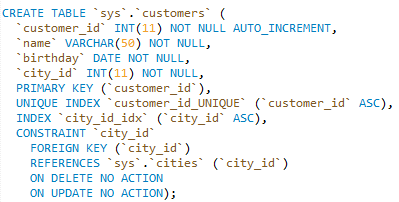 CREATE TABLE `sys`.`customers` (
  `customer_id` INT(11) NOT NULL AUTO_INCREMENT,
  `name` VARCHAR(50) NOT NULL,
  `birthday` DATE NOT NULL,
  `city_id` INT(11) NOT NULL,
  PRIMARY KEY (`customer_id`),
  UNIQUE INDEX `customer_id_UNIQUE` (`customer_id` ASC),
  INDEX `city_id_idx` (`city_id` ASC),
  CONSTRAINT `city_id`
    FOREIGN KEY (`city_id`)
    REFERENCES `sys`.`cities` (`city_id`)
    ON DELETE NO ACTION
    ON UPDATE NO ACTION);